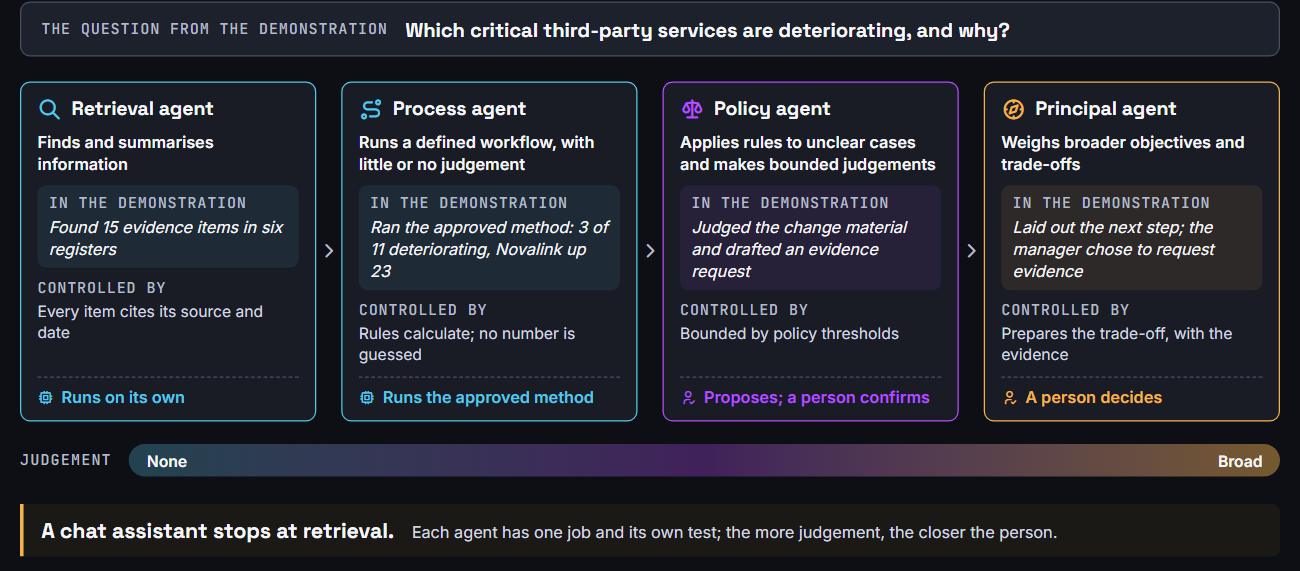 THE QUESTION FROM THE DEMONSTRATION Which critical third-party services are deteriorating, and why?
Retrieval agent
Finds and summarises
information
IN THE DEMONSTRATION
Found 15 evidence items in six
registers
CONTROLLED BY
Every item cites its source and
date
Runs on its own
Process agent
Runs a defined workflow, with
little or no judgement
IN THE DEMONSTRATION
Ran the approved method: 3 of
11 deteriorating, Novalink up
23
CONTROLLED BY
Rules calculate; no number is
guessed
Runs the approved method
Policy agent
Applies rules to unclear cases
and makes bounded judgements
IN THE DEMONSTRATION
Judged the change material
and drafted an evidence
request
CONTROLLED BY
Bounded by policy thresholds
Proposes; a person confirms
Principal agent
Weighs broader objectives and
trade-offs
IN THE DEMONSTRATION
Laid out the next step; the
manager chose to request
evidence
CONTROLLED BY
Prepares the trade-off, with the
evidence
A person decides
JUDGEMENT None Broad
A chat assistant stops at retrieval. Each agent has one job and its own test; the more judgement, the closer the person.